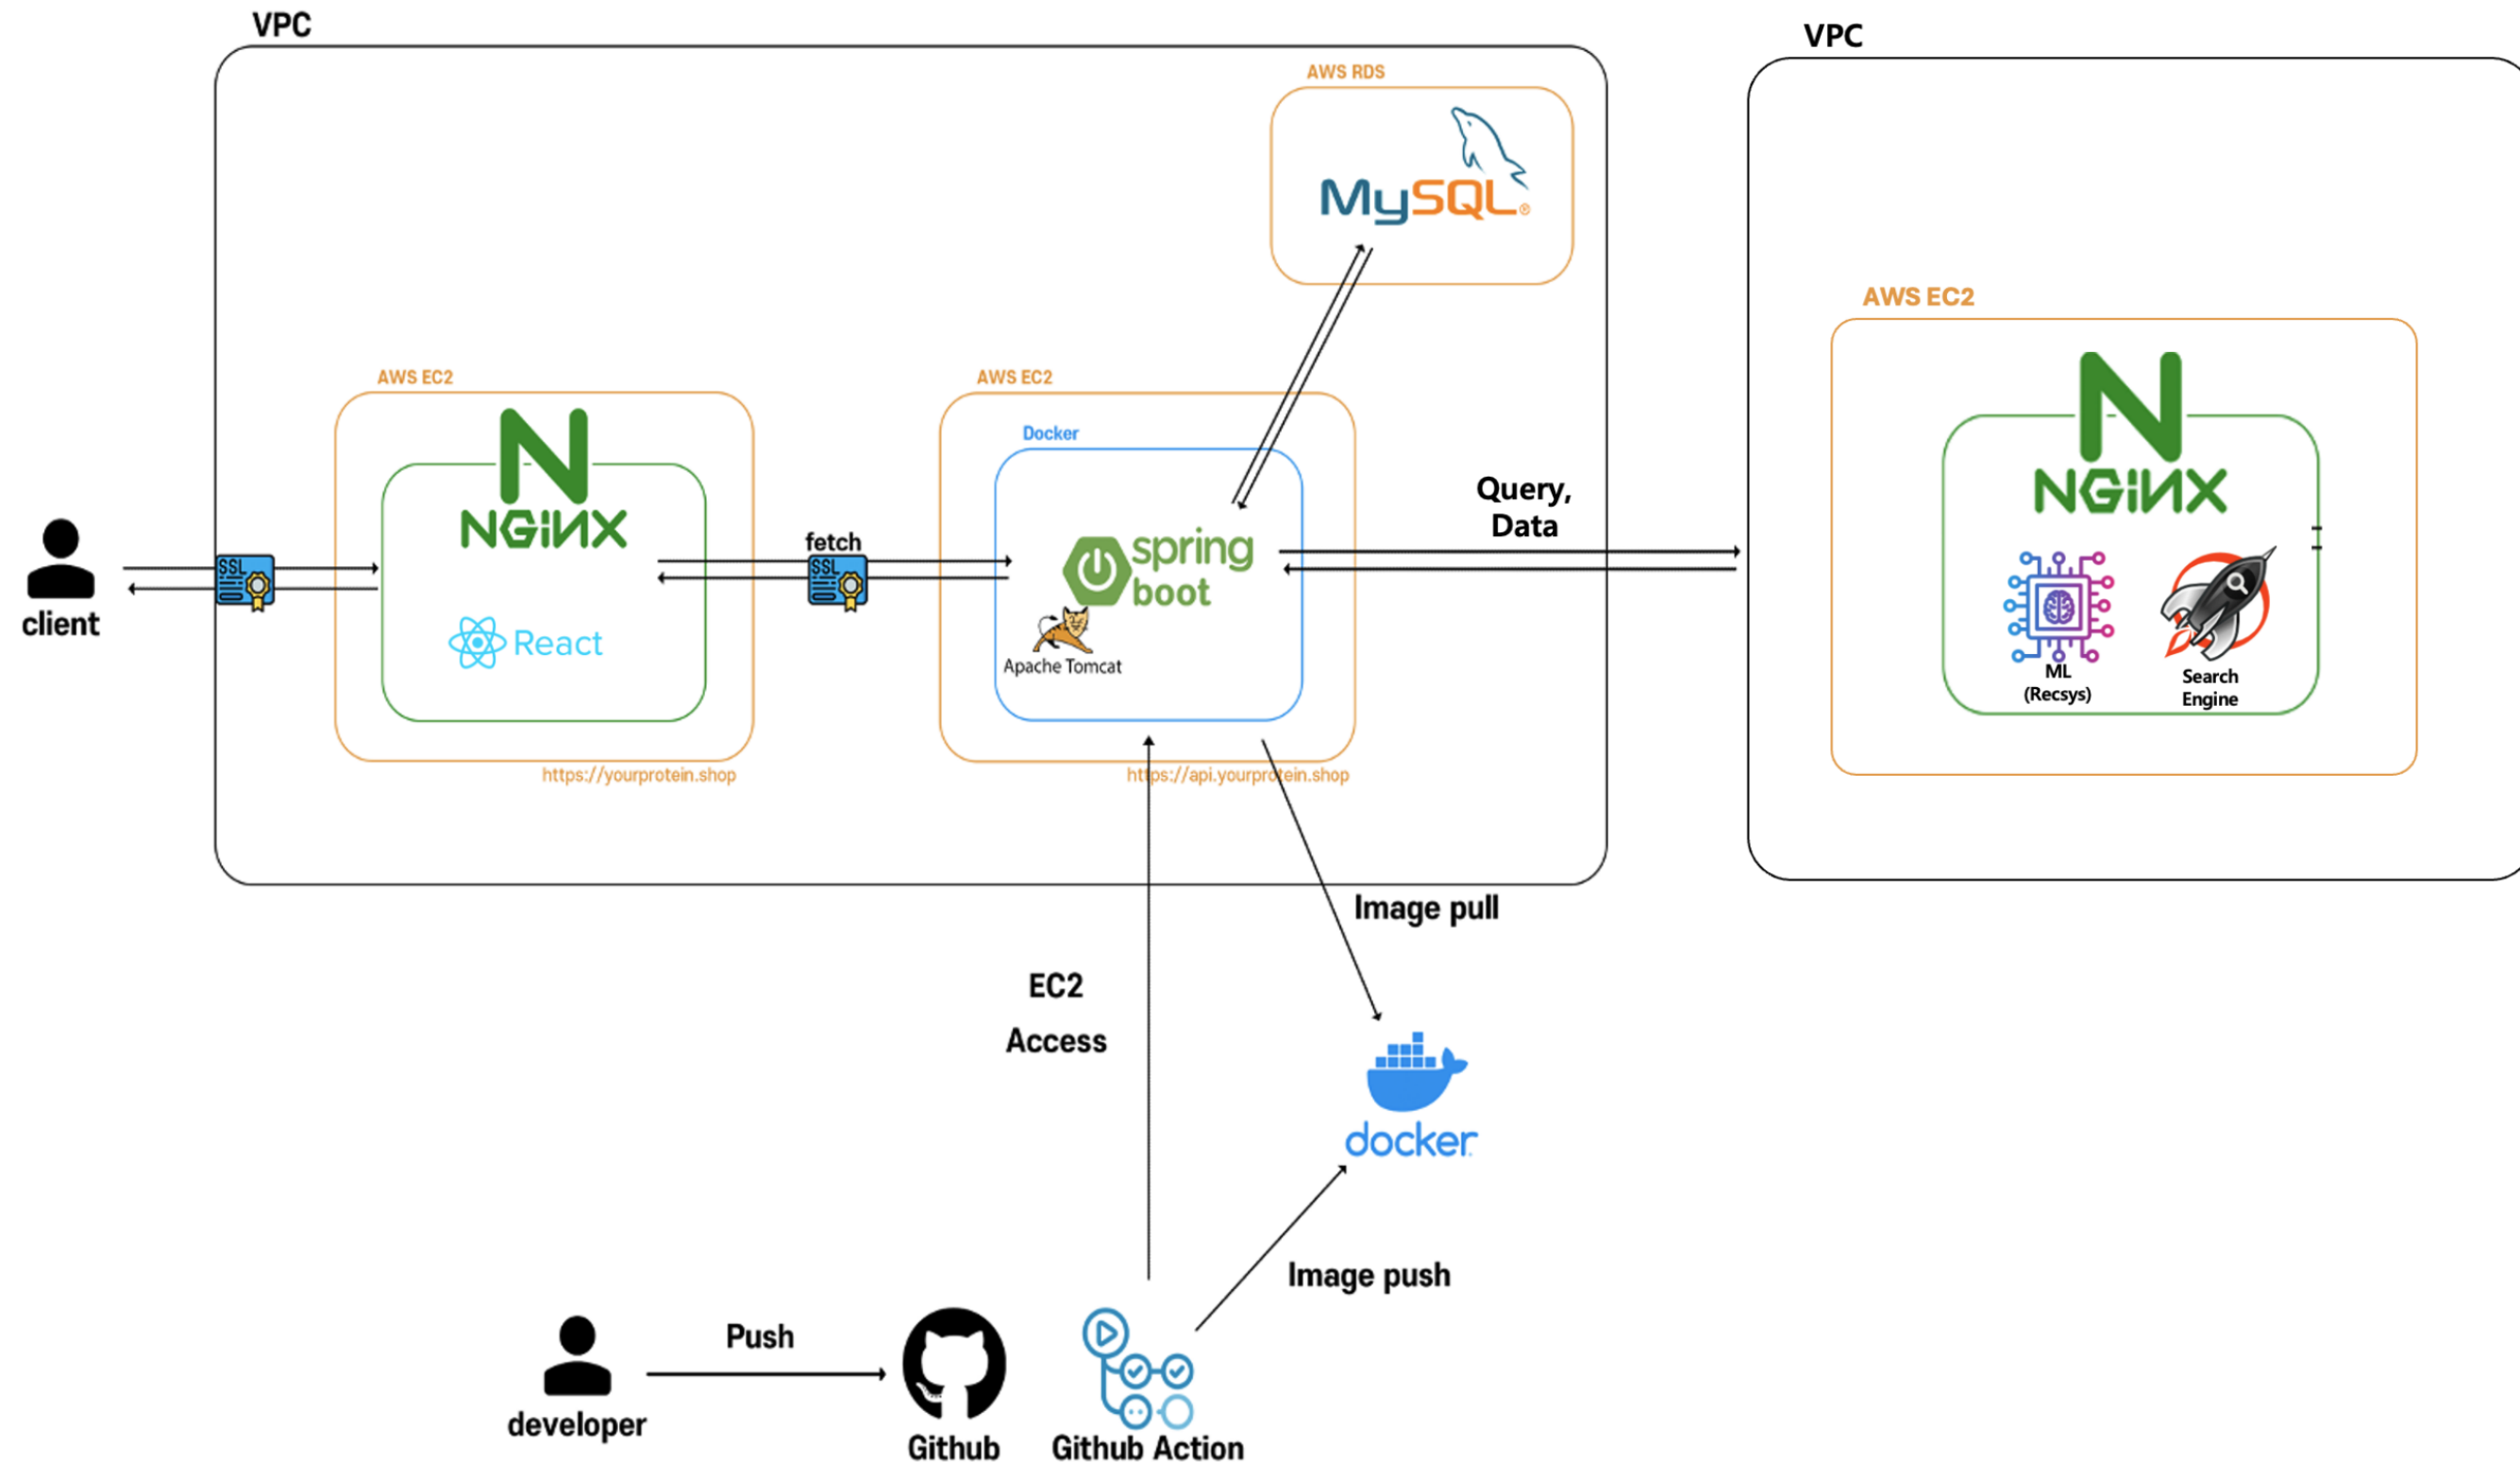 VPC
VPC
AWS RDS
MySQL®
AWS EC2
AWS EC2
AWS EC2
Docker
NGINX
NGINX
Query,
Data
fetch
SSL
SSL
spring
boot
client
React
Apache Tomcat
ML
(Recsys)
Search
Engine
https://yourprotein.shop
https://api.yourprotein.shop
Image pull
EC2
Access
docker
Image push
Push
developer
Github
Github Action